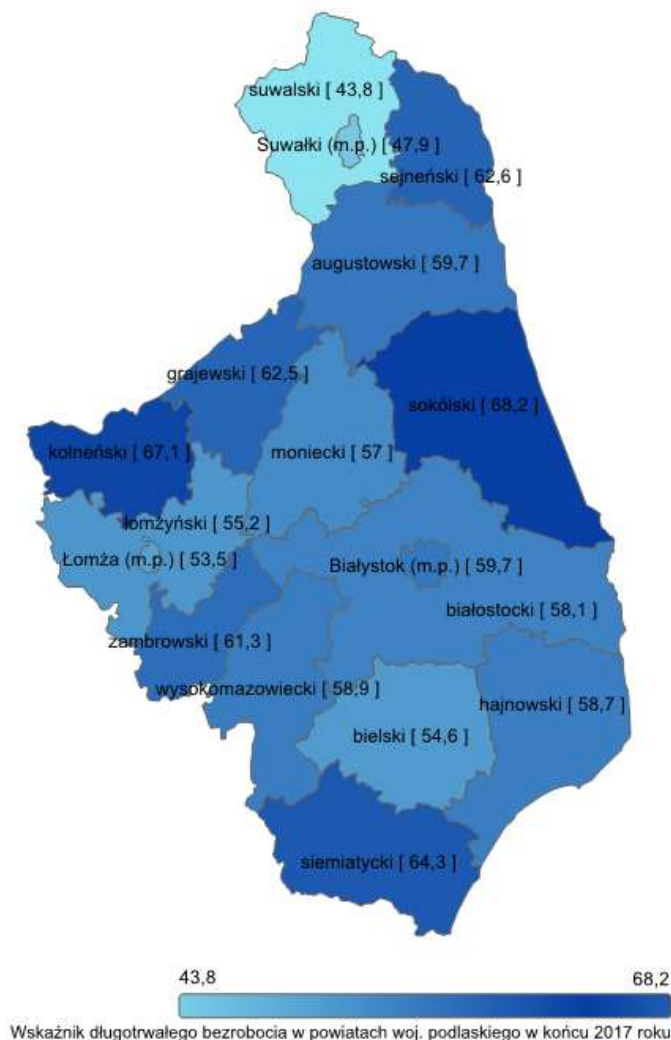 suwalski [ 43,8 ]
Suwałki (m.p.) [ 47,9 ]
sejneński [ 62,6 ]
augustowski [ 59,7 ]
grajewski [ 62,5 ]
sokólski [ 68,2 ]
kolneński [ 67,1 ]
moniecki [ 57 ]
łomżyński [ 55,2 ]
Łomża (m.p.) [ 53,5 ]
Białystok (m.p.) [ 59,7 ]
białostocki [ 58,1 ]
zambrowski [ 61,3 ]
wysokomazowiecki [ 58,9 ]
hajnowski [ 58,7 ]
bielski [ 54,6 ]
siemiatycki [ 64,3 ]
43,8 68,2
Wskaźnik długotrwałego bezrobocia w powiatach woj. podlaskiego w końcu 2017 roku